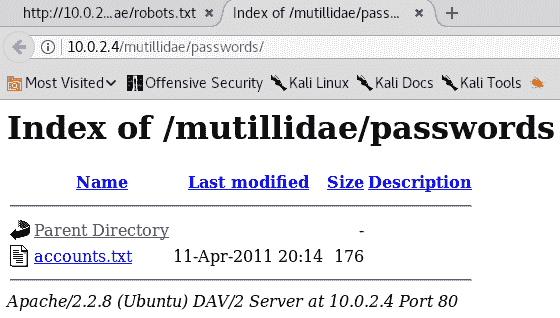 http://10.0.2...ae/robots.txt × Index of /mutillidae/pass... × +
10.0.2.4/mutillidae/passwords/
Most Visited Offensive Security Kali Linux Kali Docs Kali Tools
Index of /mutillidae/passwords
Name Last modified Size Description
Parent Directory -
accounts.txt 11-Apr-2011 20:14 176
Apache/2.2.8 (Ubuntu) DAV/2 Server at 10.0.2.4 Port 80